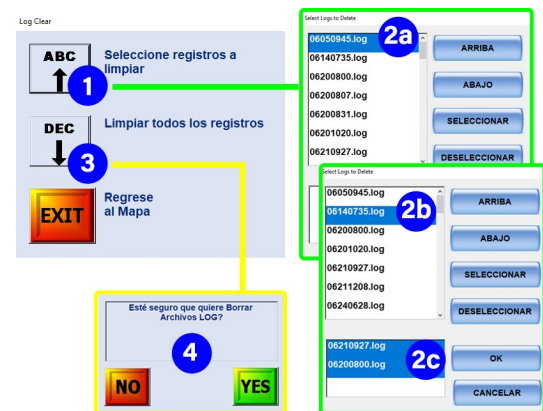 Log Clear
ABC
Seleccione registros a
limpiar
1
DEC
Limpiar todos los registros
3
EXIT
Regrese
al Mapa
Select Logs to Delete
06050945.log
06140735.log
06200800.log
06200807.log
06200831.log
06201020.log
06210927.log
2a
ARRIBA
ABAJO
SELECCIONAR
DESELECCIONAR
Select Logs to Delete
06050945.log
06140735.log
06200800.log
06201020.log
06210927.log
06211208.log
06240628.log
2b
ARRIBA
ABAJO
SELECCIONAR
DESELECCIONAR
06210927.log
06200800.log
2c
OK
CANCELAR
Esté seguro que quiere Borrar
Archivos LOG?
4
NO
YES